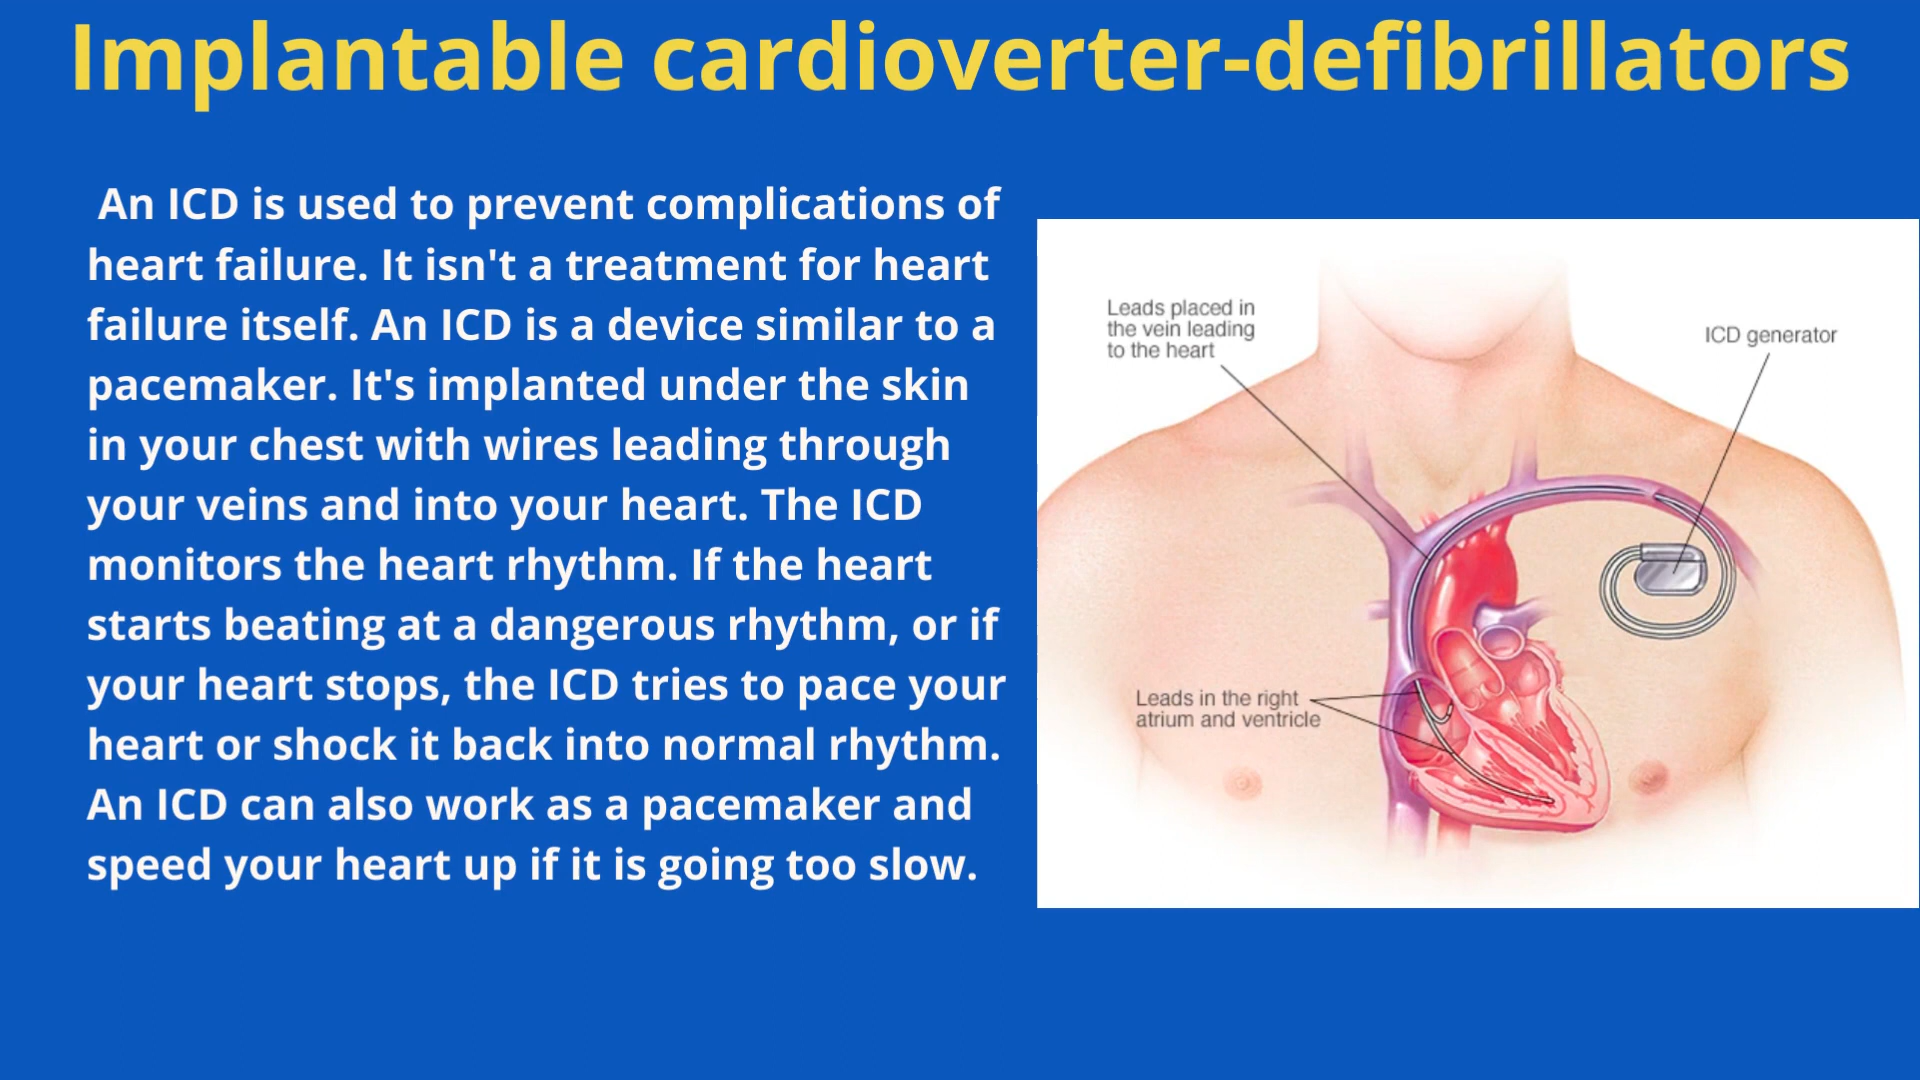 Implantable cardioverter-defibrillators
An ICD is used to prevent complications of
heart failure. It isn't a treatment for heart
failure itself. An ICD is a device similar to a
pacemaker. It's implanted under the skin
in your chest with wires leading through
your veins and into your heart. The ICD
monitors the heart rhythm. If the heart
starts beating at a dangerous rhythm, or if
your heart stops, the ICD tries to pace your
heart or shock it back into normal rhythm.
An ICD can also work as a pacemaker and
speed your heart up if it is going too slow.
Leads placed in
the vein leading
to the heart
ICD generator
Leads in the right
atrium and ventricle